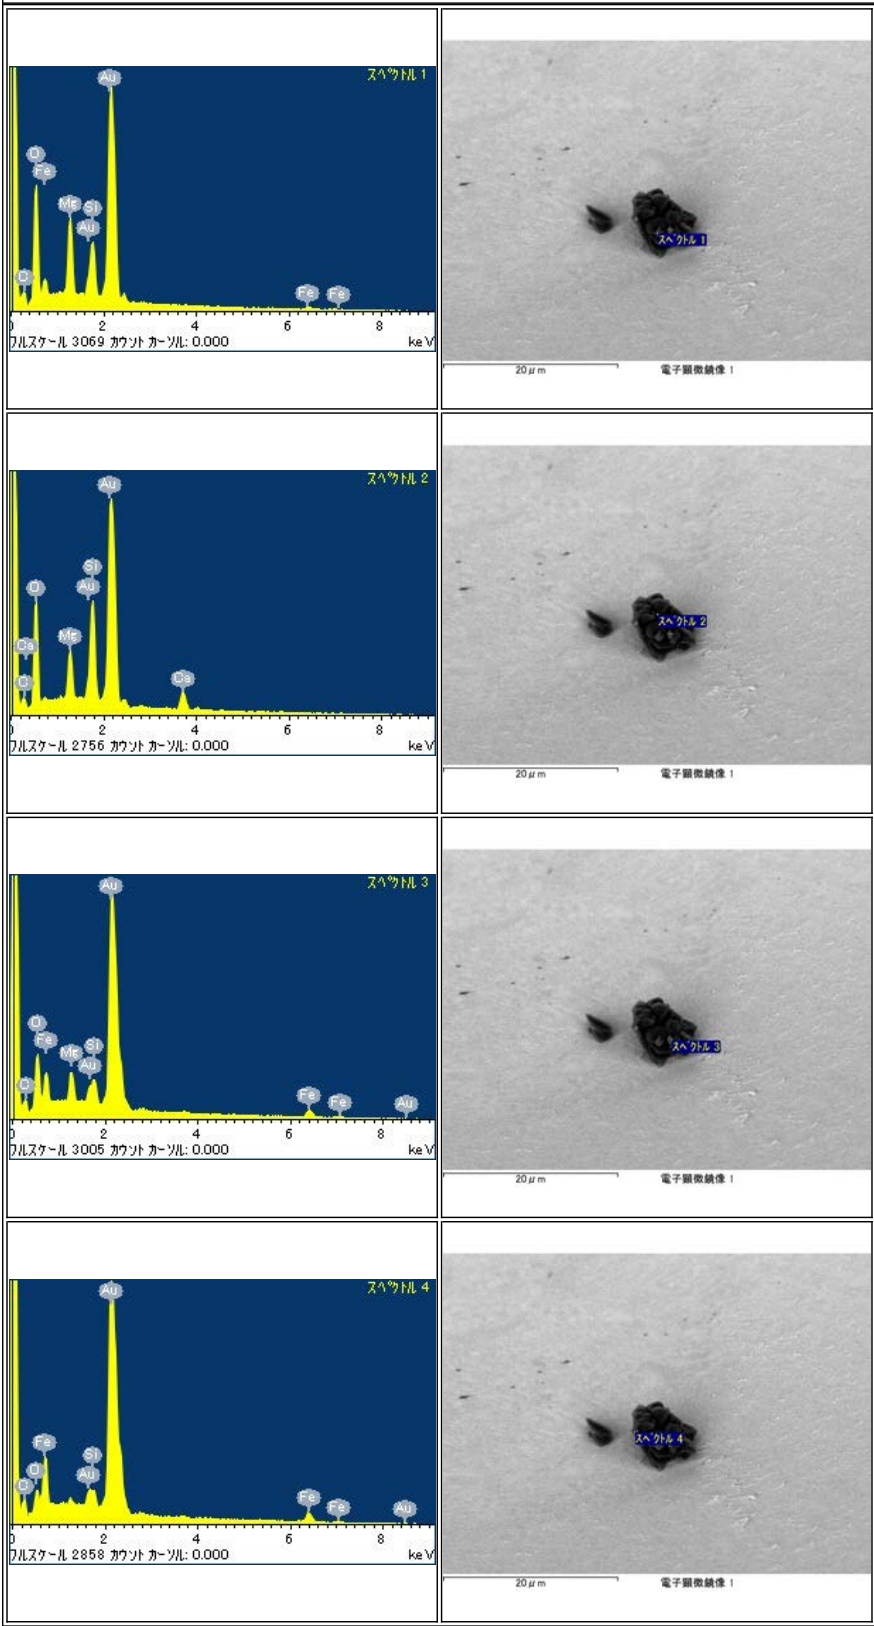 スペクトル 1
Au
O
Fe
Mg
Si
Au
C
Fe
Fe
0 2 4 6 8
フルスケール 3069 カウント カーソル: 0.000 keV
スペクトル 1
20μm 電子顕微鏡像 1
スペクトル 2
Au
Si
O
Au
Ca
Mg
C
Ca
0 2 4 6 8
フルスケール 2756 カウント カーソル: 0.000 keV
スペクトル 2
20μm 電子顕微鏡像 1
スペクトル 3
Au
O
Fe
Mg
Si
Au
C
Fe
Fe
Au
0 2 4 6 8
フルスケール 3005 カウント カーソル: 0.000 keV
スペクトル 3
20μm 電子顕微鏡像 1
スペクトル 4
Au
Fe
Si
O
Au
C
Fe
Fe
Au
0 2 4 6 8
フルスケール 2858 カウント カーソル: 0.000 keV
スペクトル 4
20μm 電子顕微鏡像 1